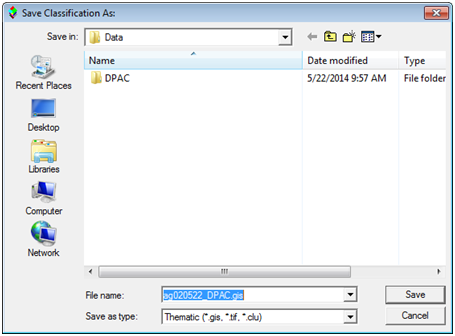 Save Classification As:
Save in:
Data
Name
Date modified
Type
DPAC
5/22/2014 9:57 AM
File folder
Recent Places
Desktop
Libraries
Computer
Network
File name:
ag020522_DPAC.gis
Save
Save as type:
Thematic (*.gis, *.tif, *.clu)
Cancel